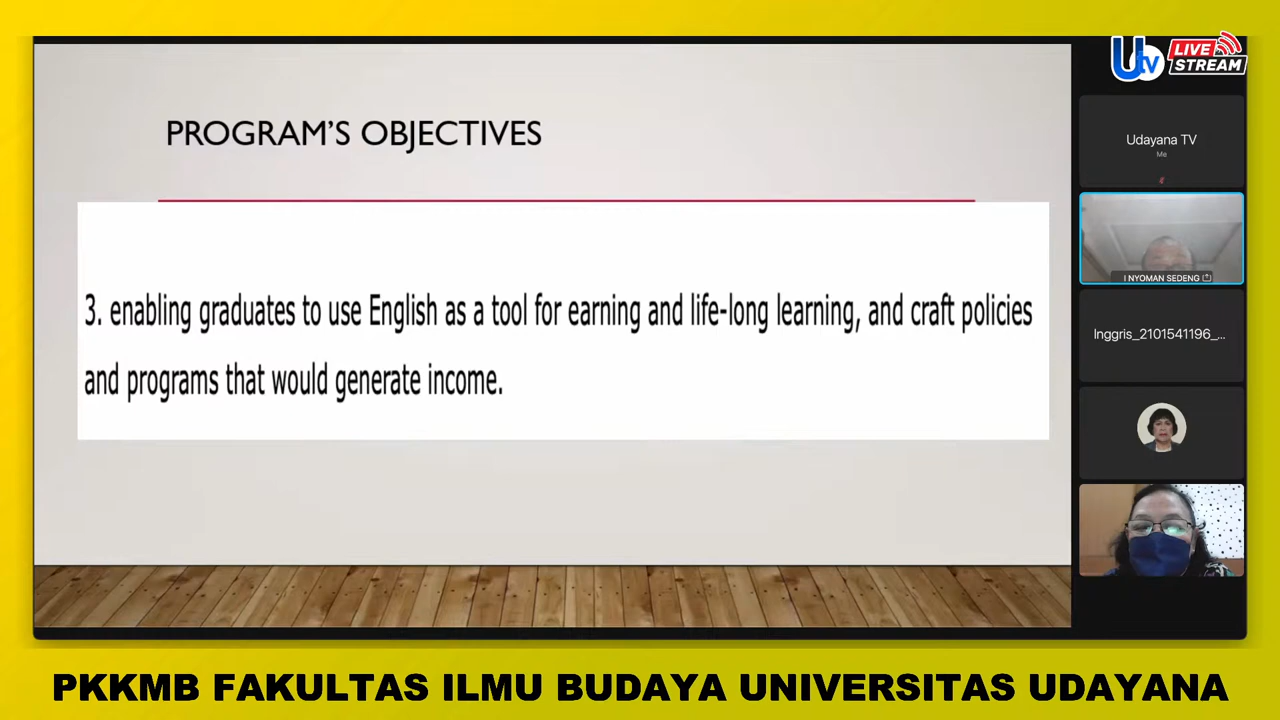 Utv
LIVE
STREAM
PROGRAM'S OBJECTIVES
3. enabling graduates to use English as a tool for earning and life-long learning, and craft policies
and programs that would generate income.
Udayana TV
Me
I NYOMAN SEDENG
Inggris_2101541196_...
PKKMB FAKULTAS ILMU BUDAYA UNIVERSITAS UDAYANA